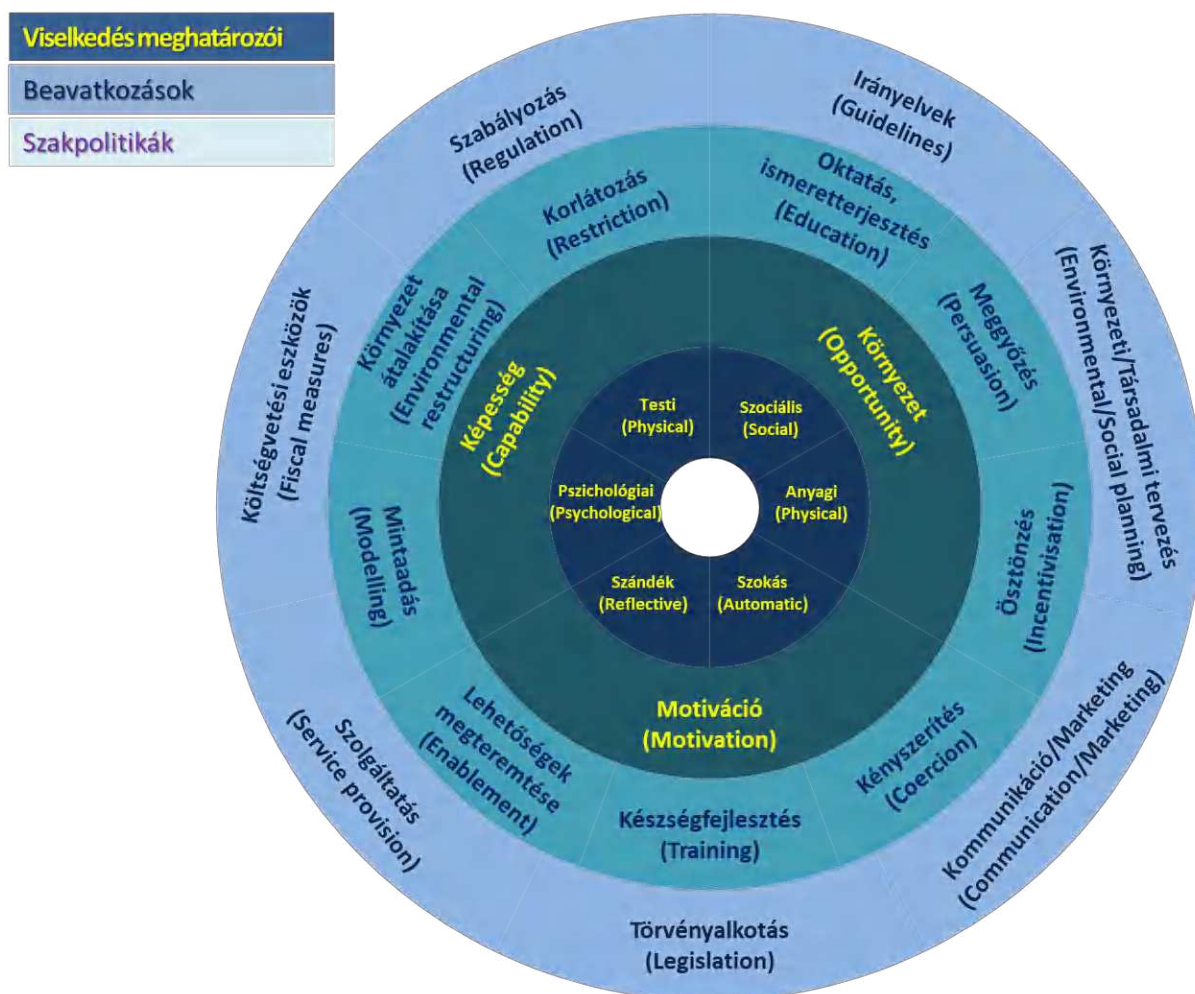 Viselkedés meghatározói
Beavatkozások
Szakpolitikák
Irányelvek
(Guidelines)
Környezeti/Társadalmi tervezés
(Environmental/Social planning)
Kommunikáció/Marketing
(Communication/Marketing)
Törvényalkotás
(Legislation)
Szolgáltatás
(Service provision)
Költségvetési eszközök
(Fiscal measures)
Szabályozás
(Regulation)
Oktatás,
ismeretterjesztés
(Education)
Meggyőzés
(Persuasion)
Ösztönzés
(Incentivisation)
Kényszerítés
(Coercion)
Készségfejlesztés
(Training)
Lehetőségek
megteremtése
(Enablement)
Mintaadás
(Modelling)
Környezet
átalakítása
(Environmental
restructuring)
Korlátozás
(Restriction)
Képesség
(Capability)
Környezet
(Opportunity)
Motiváció
(Motivation)
Testi
(Physical)
Szociális
(Social)
Pszichológiai
(Psychological)
Anyagi
(Physical)
Szándék
(Reflective)
Szokás
(Automatic)